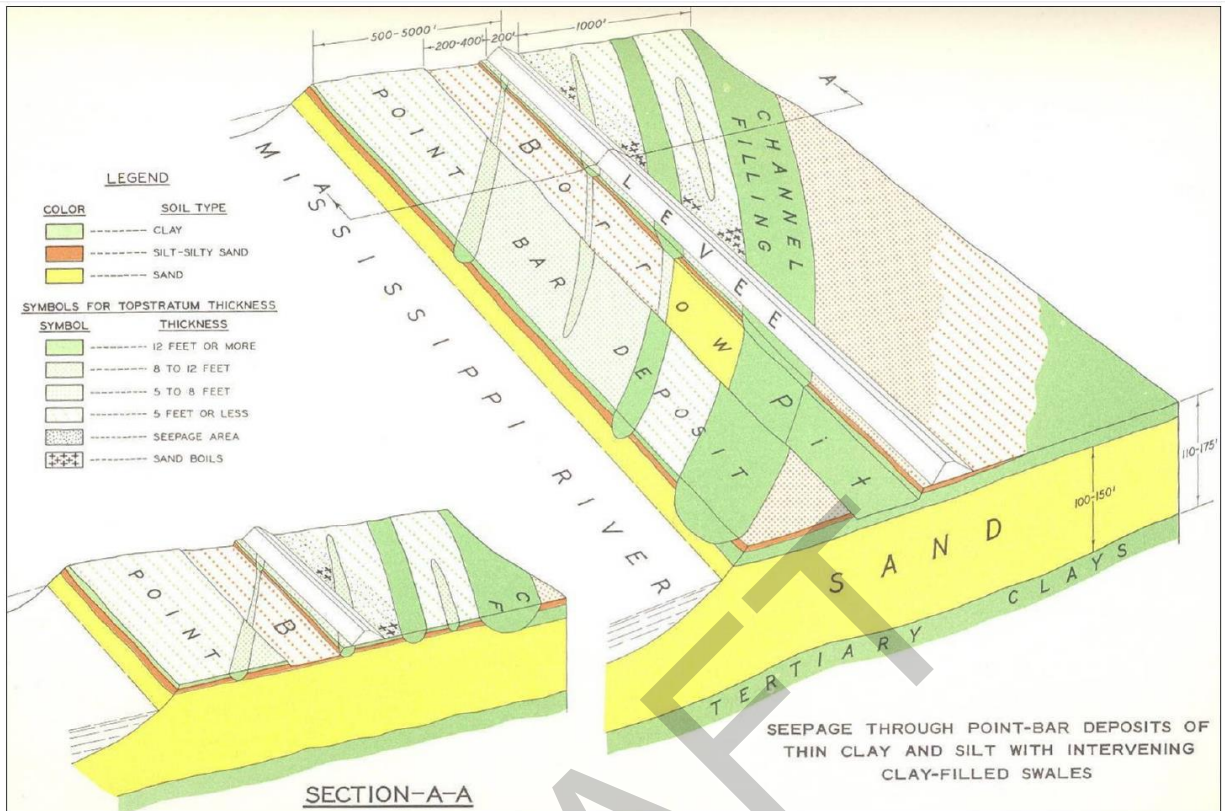 500-5000'
200-400'
200'
1000'
A
A
POINT
BAR
DEPOSIT
Borrow pit
LEVEE
CHANNEL
FILLING
MISSISSIPPI RIVER
LEGEND
COLOR SOIL TYPE
CLAY
SILT-SILTY SAND
SAND
SYMBOLS FOR TOPSTRATUM THICKNESS
SYMBOL THICKNESS
12 FEET OR MORE
8 TO 12 FEET
5 TO 8 FEET
5 FEET OR LESS
SEEPAGE AREA
SAND BOILS
110-175'
100-150'
SAND
TERTIARY CLAYS
POINT
B
CF
SECTION-A-A
SEEPAGE THROUGH POINT-BAR DEPOSITS OF
THIN CLAY AND SILT WITH INTERVENING
CLAY-FILLED SWALES